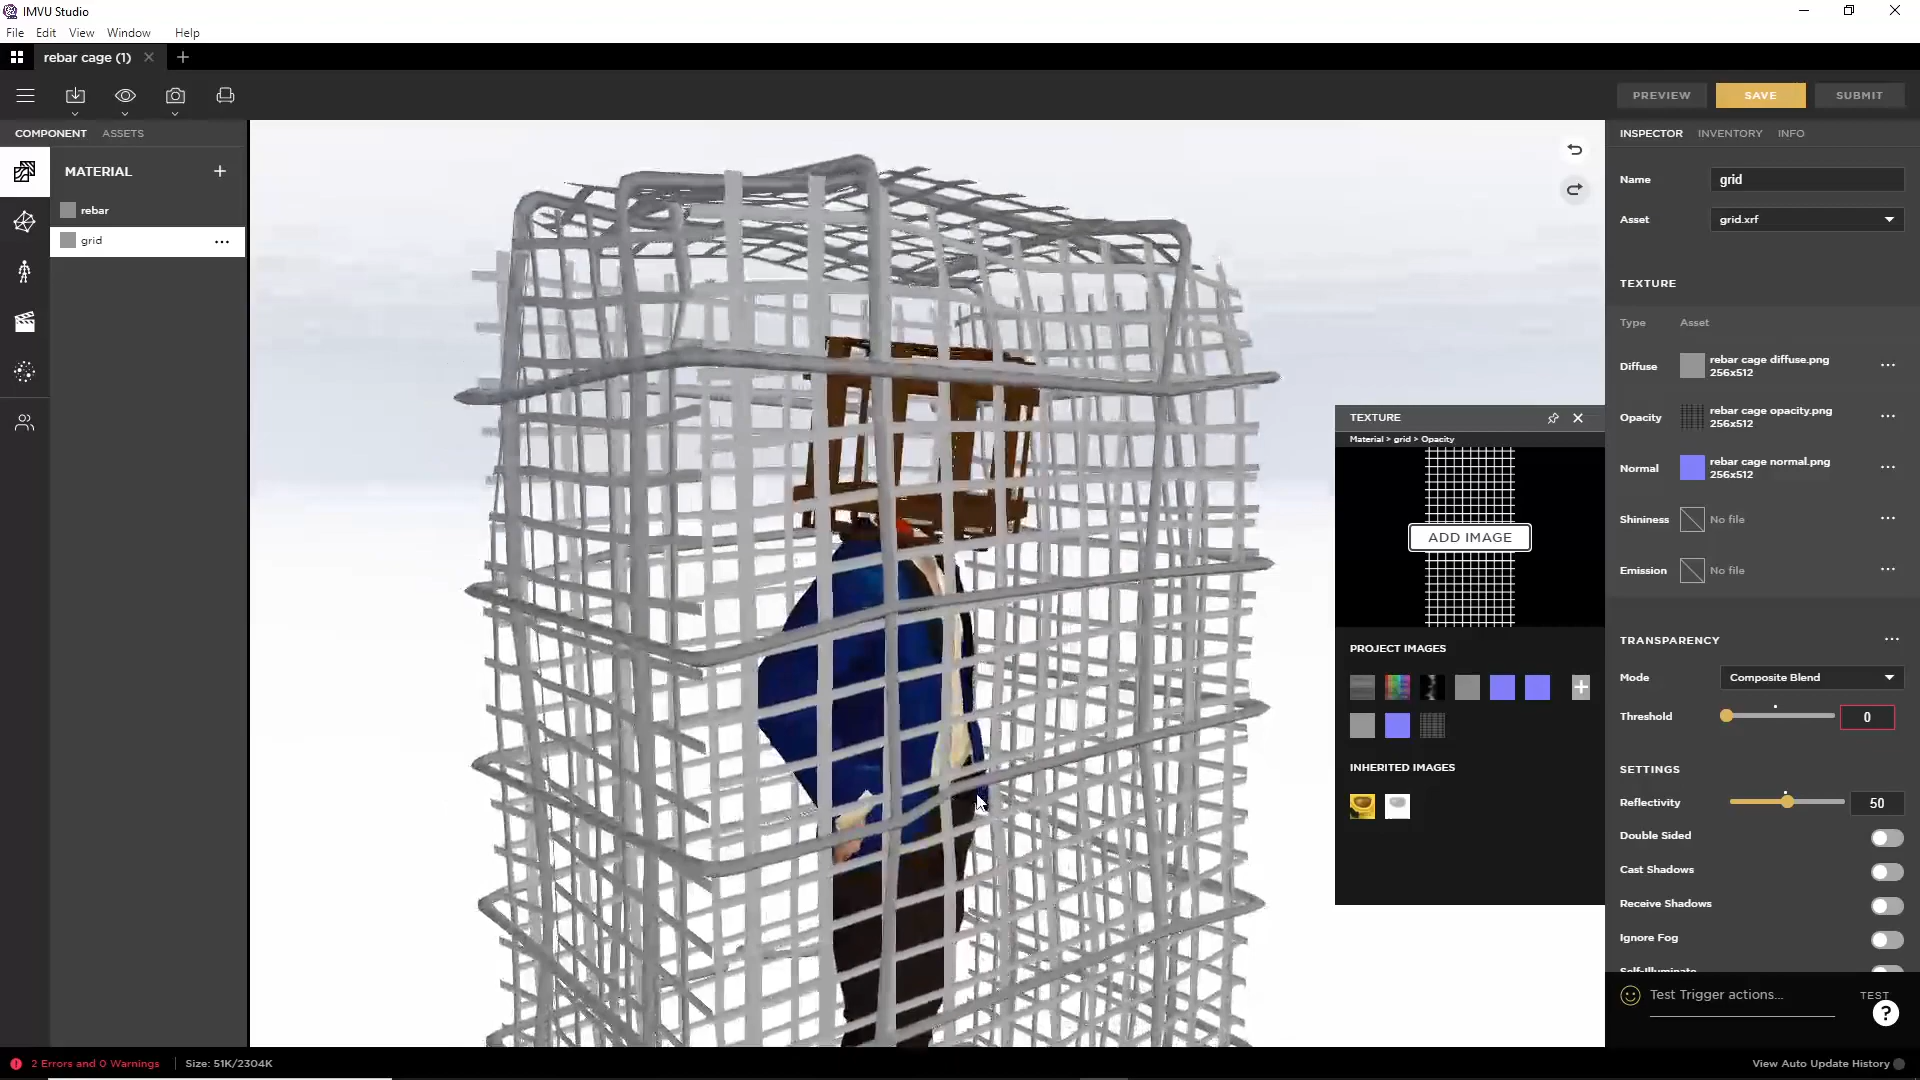 IMVU Studio
File Edit View Window Help
rebar cage (1)
PREVIEW SAVE SUBMIT
COMPONENT ASSETS
INSPECTOR INVENTORY INFO
MATERIAL
rebar
grid
Name grid
Asset grid.xrf
TEXTURE
Type Asset
Diffuse rebar cage diffuse.png
256x512
Opacity rebar cage opacity.png
256x512
Normal rebar cage normal.png
256x512
Shininess No file
Emission No file
TRANSPARENCY
Mode Composite Blend
Threshold 0
SETTINGS
Reflectivity 50
Double Sided
Cast Shadows
Receive Shadows
Ignore Fog
Self-Illuminate
Test Trigger actions... TEST
?
TEXTURE
Material > grid > Opacity
ADD IMAGE
PROJECT IMAGES
INHERITED IMAGES
2 Errors and 0 Warnings Size: 51K/2304K
View Auto Update History